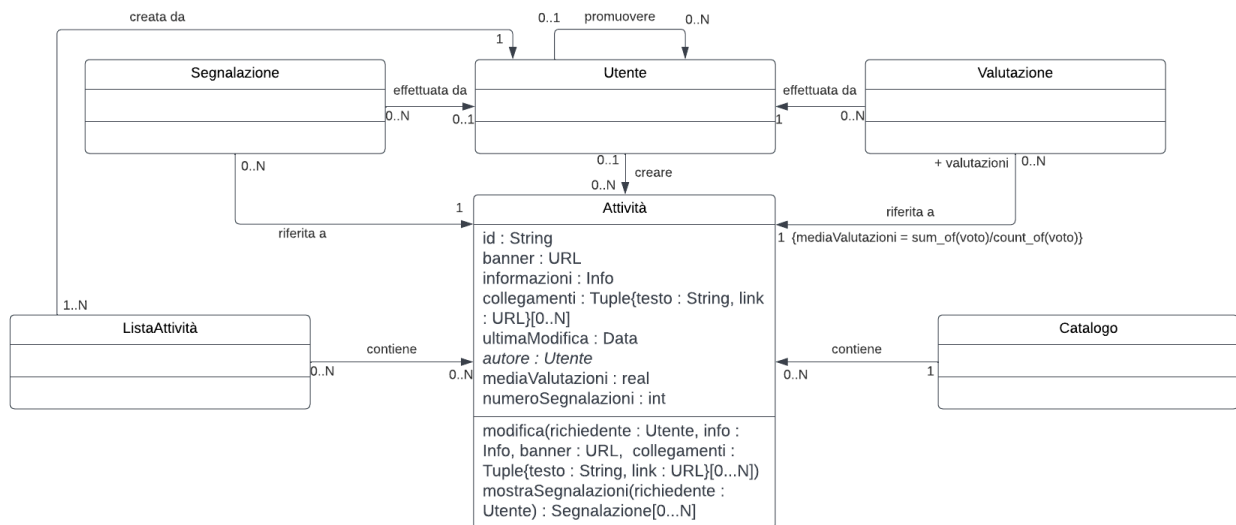 creata da
0..1
promuovere
0..N
1
Segnalazione
Utente
Valutazione
effettuata da
effettuata da
0..N
0..1
1
0..N
0..N
0..1
+ valutazioni
0..N
creare
0..N
riferita a
1
Attività
riferita a
1 {mediaValutazioni = sum_of(voto)/count_of(voto)}
id : String
banner : URL
informazioni : Info
collegamenti : Tuple{testo : String, link
: URL}[0..N]
ultimaModifica : Data
autore : Utente
mediaValutazioni : real
numeroSegnalazioni : int
1..N
ListaAttività
Catalogo
contiene
contiene
0..N
0..N
0..N
1
modifica(richiedente : Utente, info :
Info, banner : URL,  collegamenti :
Tuple{testo : String, link : URL}[0...N])
mostraSegnalazioni(richiedente :
Utente) : Segnalazione[0...N]